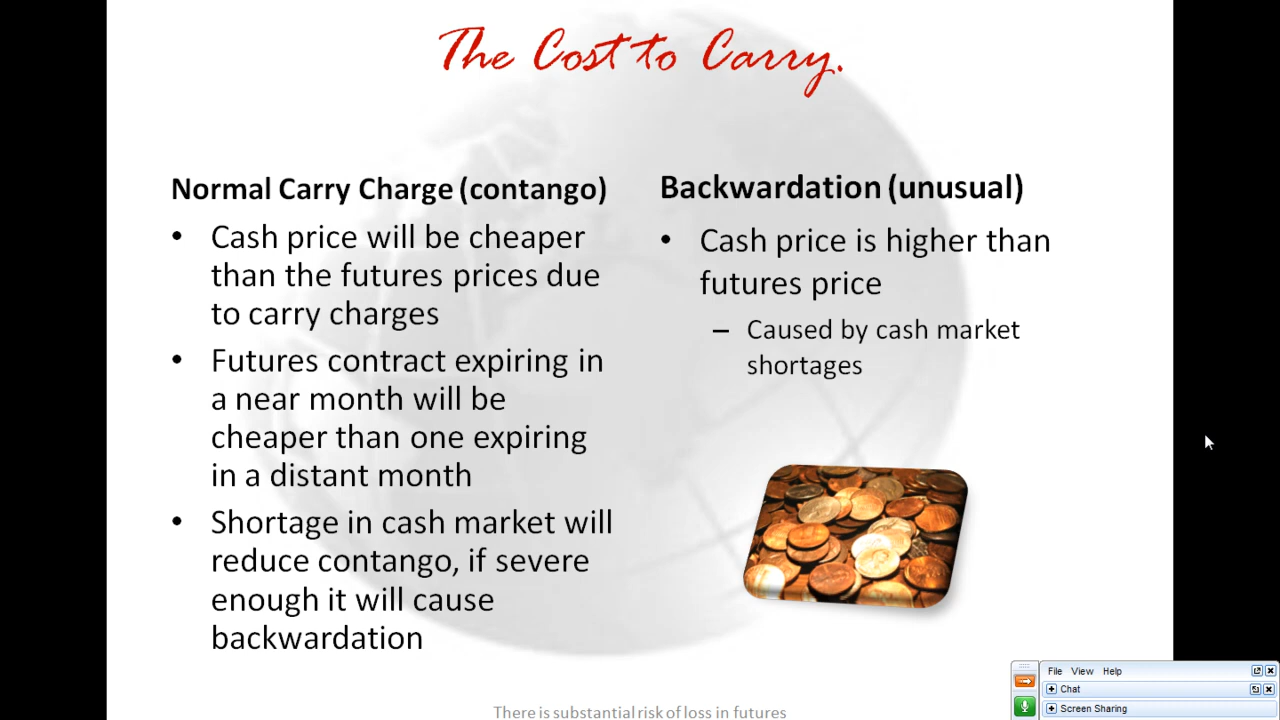 The Cost to Carry.
Normal Carry Charge (contango)
• Cash price will be cheaper
than the futures prices due
to carry charges
• Futures contract expiring in
a near month will be
cheaper than one expiring
in a distant month
• Shortage in cash market will
reduce contango, if severe
enough it will cause
backwardation
Backwardation (unusual)
• Cash price is higher than
futures price
– Caused by cash market
shortages
There is substantial risk of loss in futures
File View Help
Chat
Screen Sharing